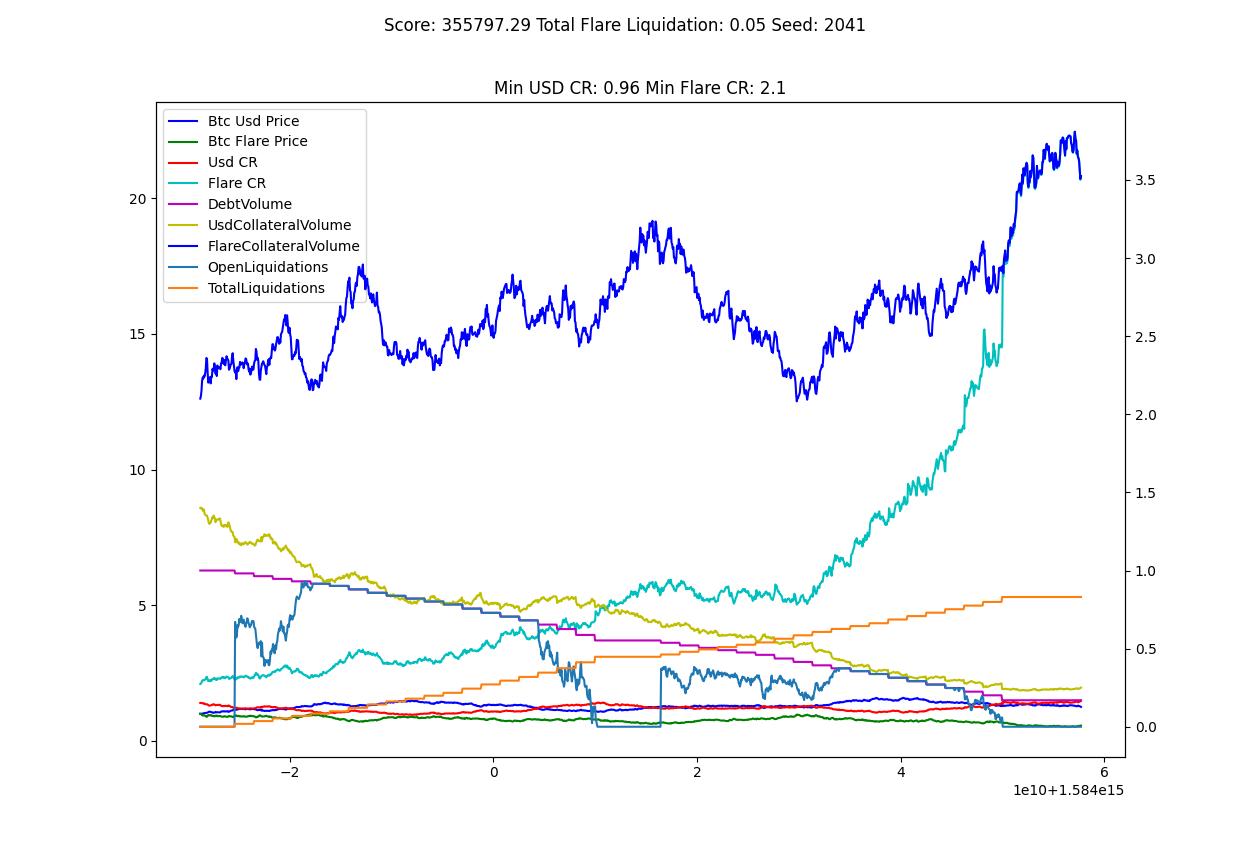 Score: 355797.29 Total Flare Liquidation: 0.05 Seed: 2041
Min USD CR: 0.96 Min Flare CR: 2.1
Btc Usd Price
Btc Flare Price
Usd CR
Flare CR
DebtVolume
UsdCollateralVolume
FlareCollateralVolume
OpenLiquidations
TotalLiquidations
20
15
10
5
0
3.5
3.0
2.5
2.0
1.5
1.0
0.5
0.0
−2 0 2 4 6
1e10+1.584e15